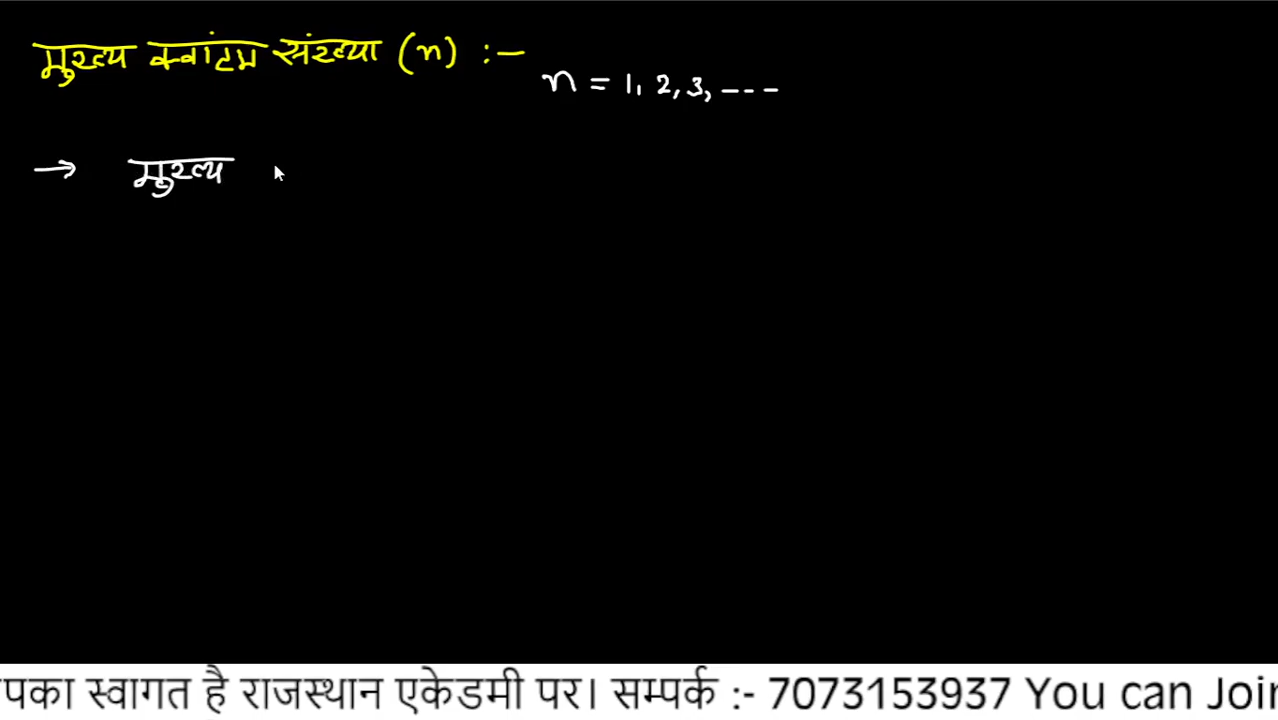 मुख्य क्वांटम संख्या (n) :-
n = 1, 2, 3, ---
→ मुख्य
पका स्वागत है राजस्थान एकेडमी पर। सम्पर्क :- 7073153937 You can Join